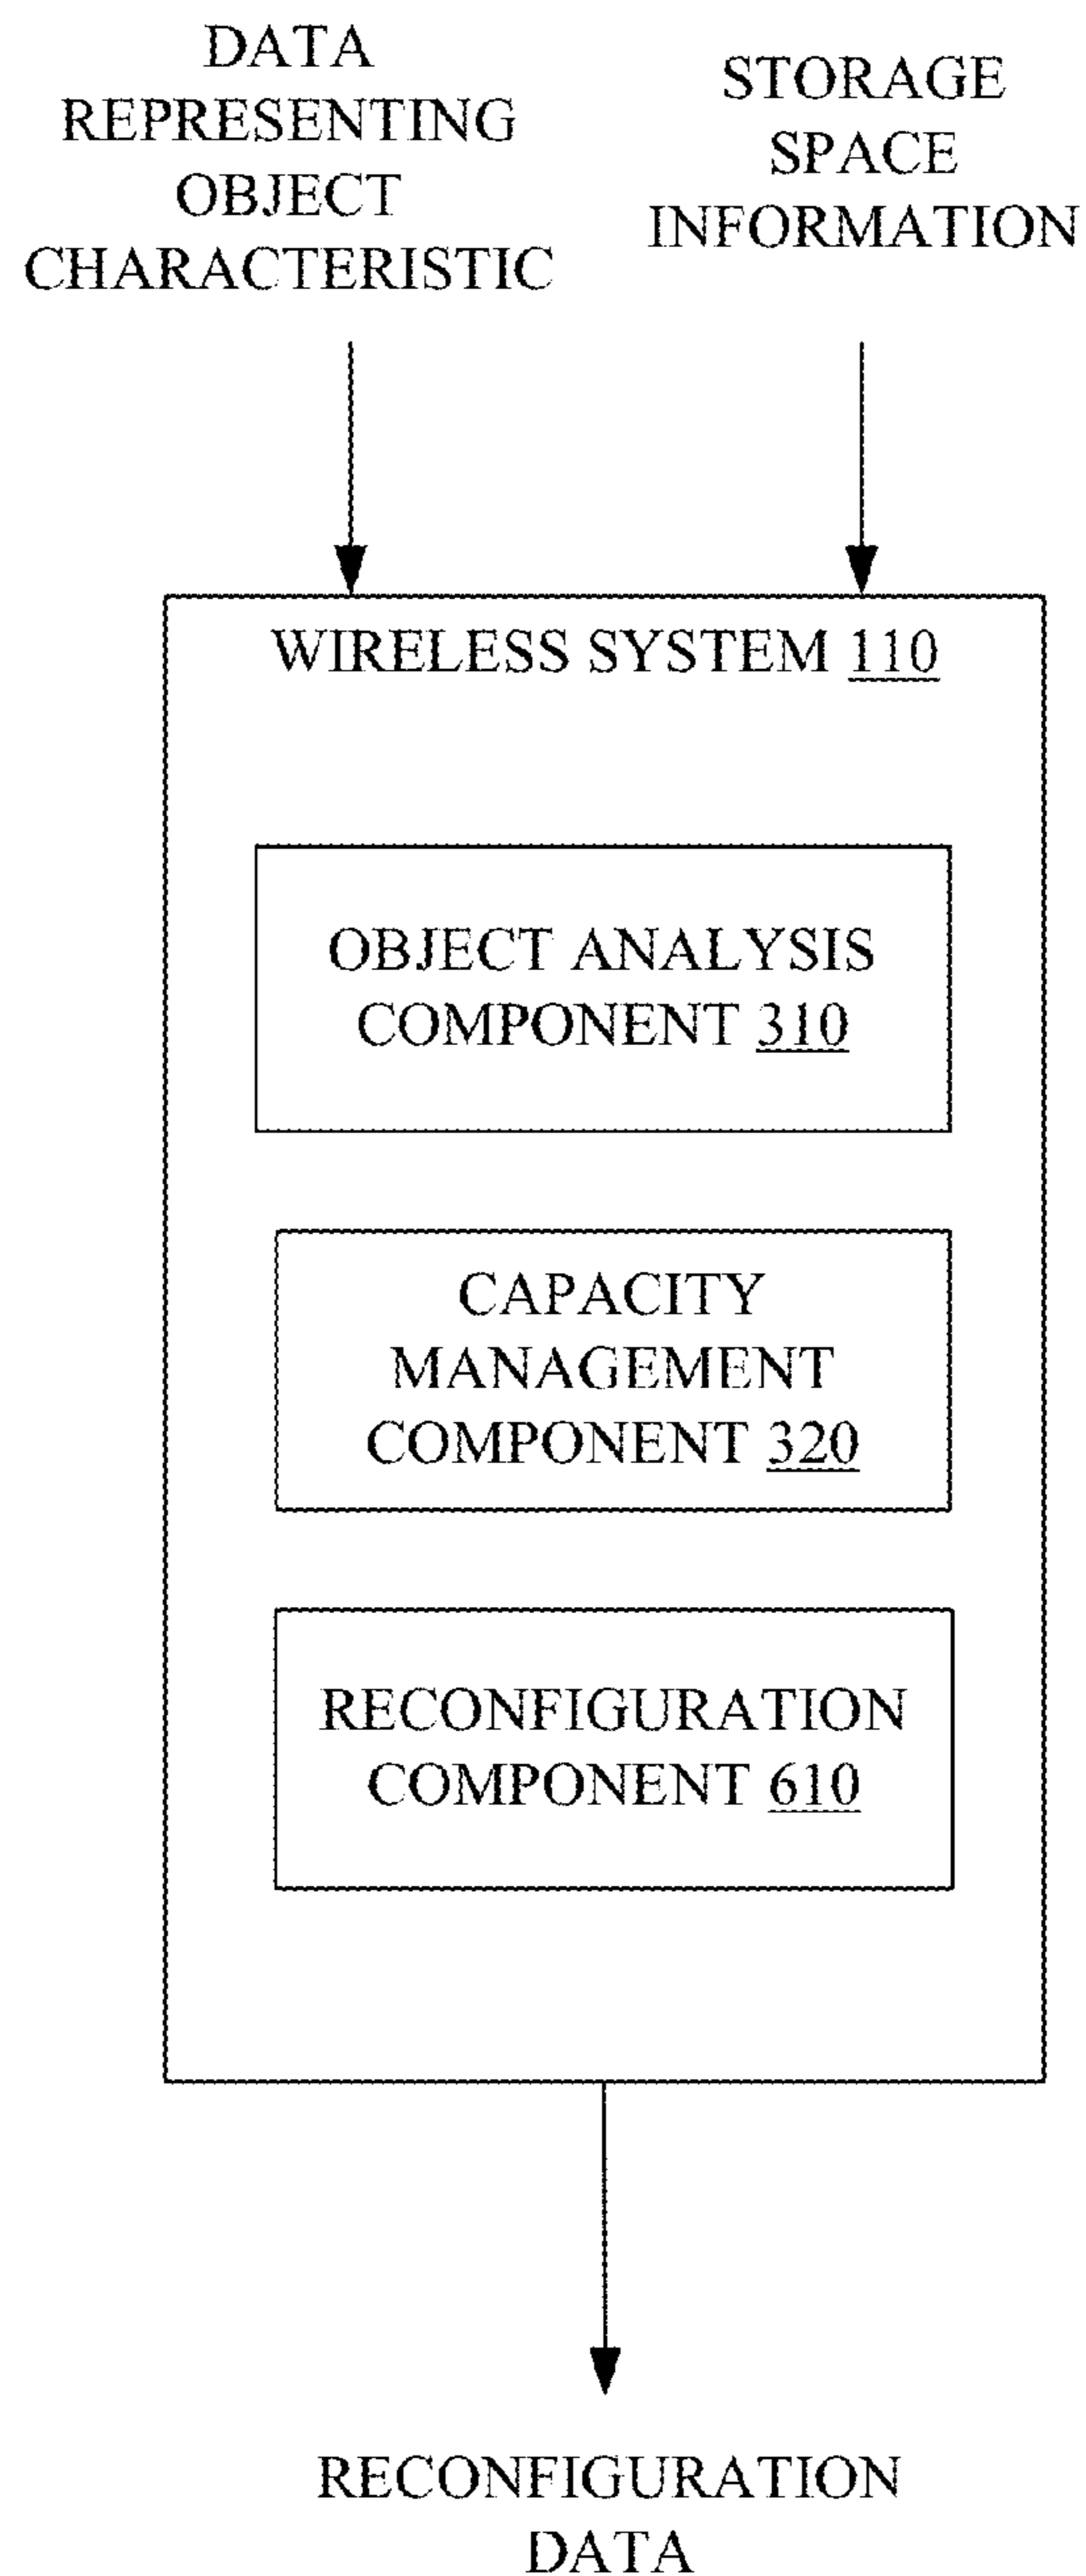 DATA
REPRESENTING
OBJECT
CHARACTERISTIC
STORAGE
SPACE
INFORMATION
WIRELESS SYSTEM 110
OBJECT ANALYSIS
COMPONENT 310
CAPACITY
MANAGEMENT
COMPONENT 320
RECONFIGURATION
COMPONENT 610
RECONFIGURATION
DATA